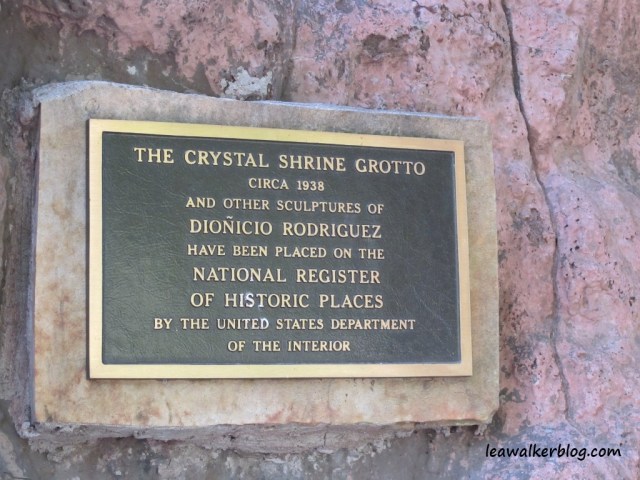 THE CRYSTAL SHRINE GROTTO
CIRCA 1938
AND OTHER SCULPTURES OF
DIOÑICIO RODRIGUEZ
HAVE BEEN PLACED ON THE
NATIONAL REGISTER
OF HISTORIC PLACES
BY THE UNITED STATES DEPARTMENT
OF THE INTERIOR
leawalkerblog.com